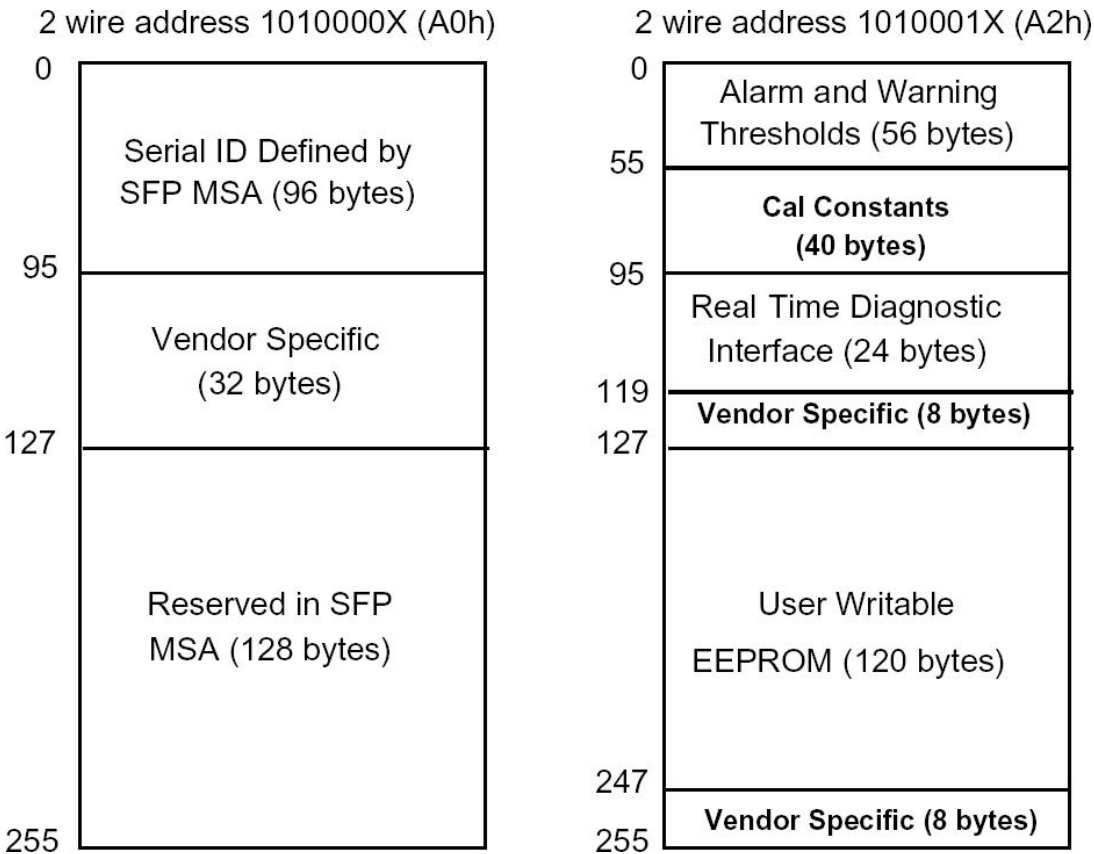 2 wire address 1010000X (A0h)
0
Serial ID Defined by
SFP MSA (96 bytes)
95
Vendor Specific
(32 bytes)
127
Reserved in SFP
MSA (128 bytes)
255
2 wire address 1010001X (A2h)
0
Alarm and Warning
Thresholds (56 bytes)
55
Cal Constants
(40 bytes)
95
Real Time Diagnostic
Interface (24 bytes)
119
Vendor Specific (8 bytes)
127
User Writable
EEPROM (120 bytes)
247
Vendor Specific (8 bytes)
255